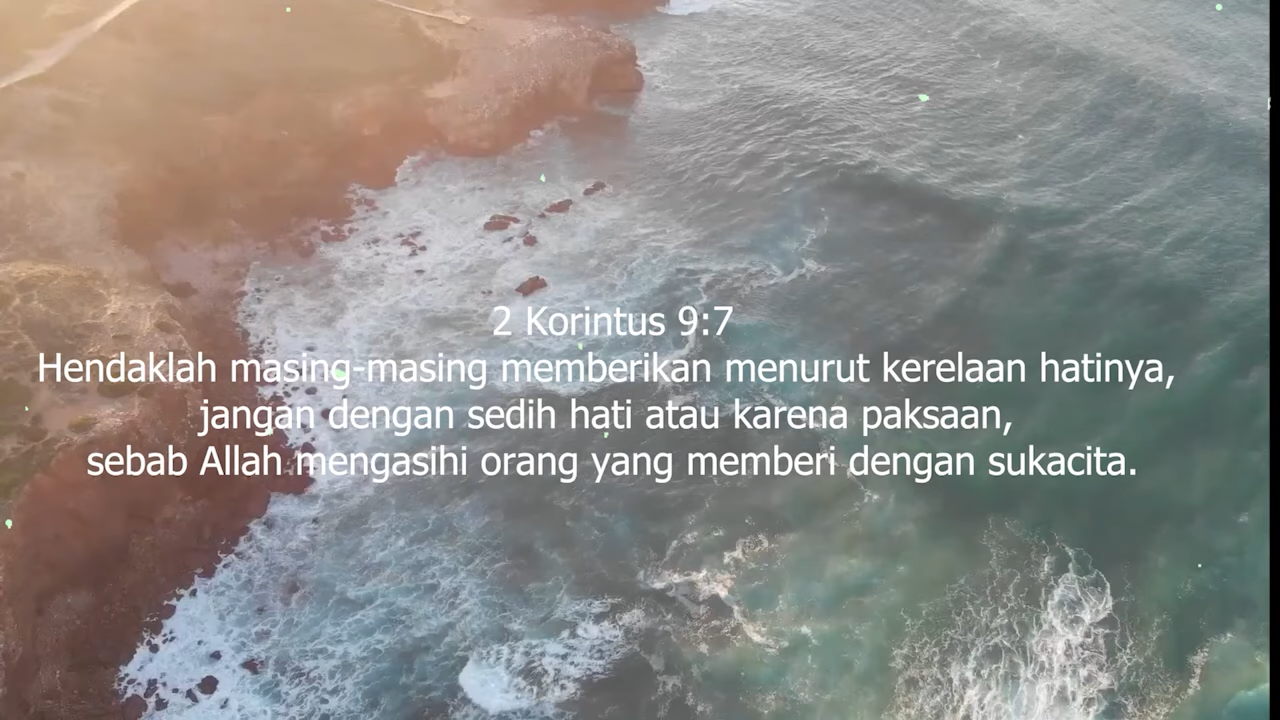 2 Korintus 9:7
Hendaklah masing-masing memberikan menurut kerelaan hatinya,
jangan dengan sedih hati atau karena paksaan,
sebab Allah mengasihi orang yang memberi dengan sukacita.